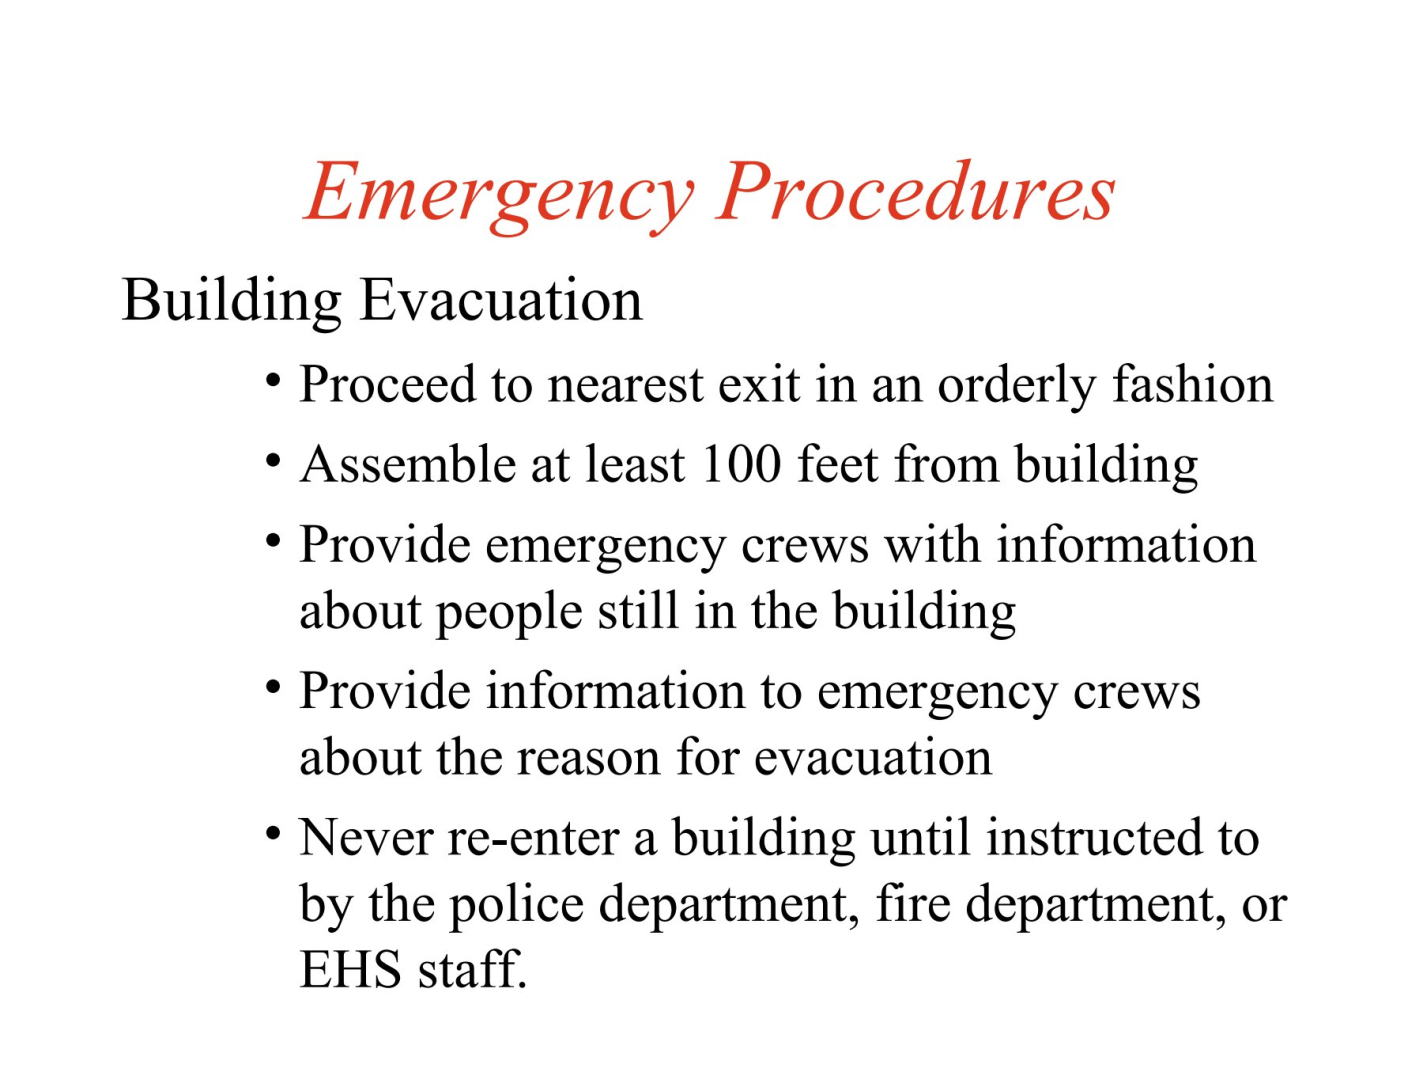 Emergency Procedures
Building Evacuation
• Proceed to nearest exit in an orderly fashion
• Assemble at least 100 feet from building
• Provide emergency crews with information
about people still in the building
• Provide information to emergency crews
about the reason for evacuation
• Never re-enter a building until instructed to
by the police department, fire department, or
EHS staff.